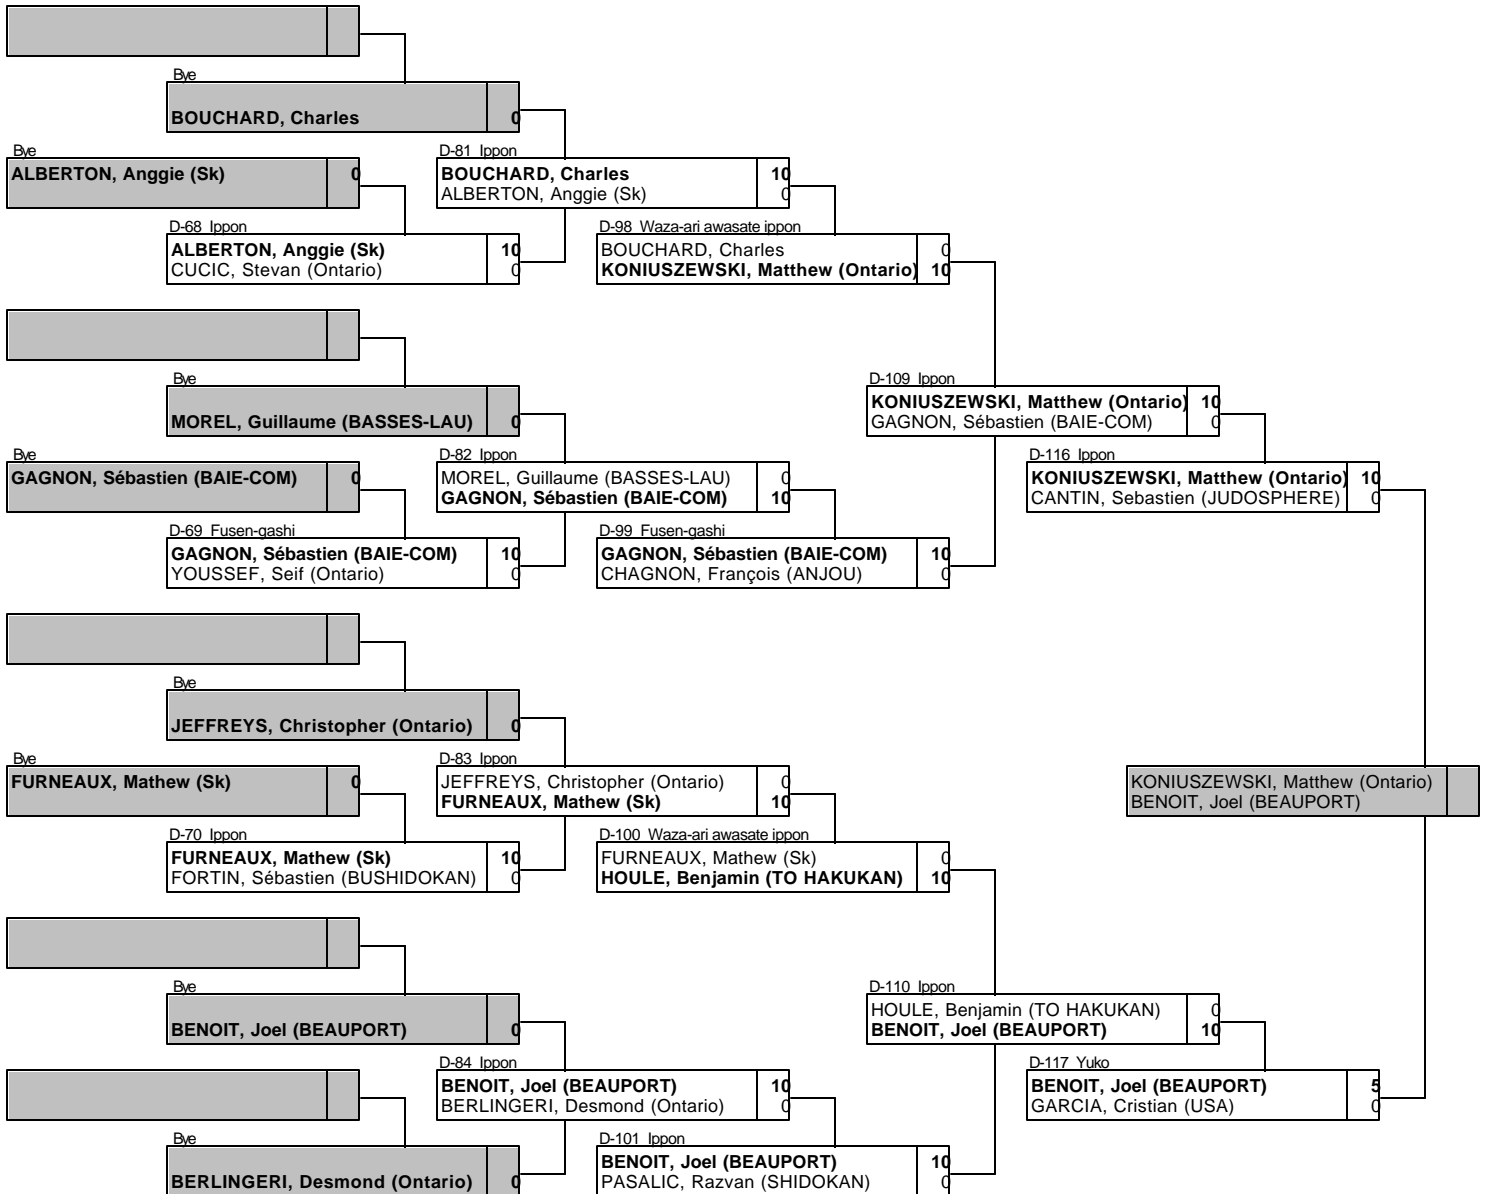 Bye
BOUCHARD, Charles 0
Bye
ALBERTON, Anggie (Sk) 0
D-81 Ippon
BOUCHARD, Charles 10
ALBERTON, Anggie (Sk) 0
D-68 Ippon
ALBERTON, Anggie (Sk) 10
CUCIC, Stevan (Ontario) 0
D-98 Waza-ari awasate ippon
BOUCHARD, Charles 0
KONIUSZEWSKI, Matthew (Ontario) 10
Bye
MOREL, Guillaume (BASSES-LAU) 0
D-109 Ippon
KONIUSZEWSKI, Matthew (Ontario) 10
GAGNON, Sébastien (BAIE-COM) 0
Bye
GAGNON, Sébastien (BAIE-COM) 0
D-82 Ippon
MOREL, Guillaume (BASSES-LAU) 0
GAGNON, Sébastien (BAIE-COM) 10
D-116 Ippon
KONIUSZEWSKI, Matthew (Ontario) 10
CANTIN, Sebastien (JUDOSPHERE) 0
D-69 Fusen-gashi
GAGNON, Sébastien (BAIE-COM) 10
YOUSSEF, Seif (Ontario) 0
D-99 Fusen-gashi
GAGNON, Sébastien (BAIE-COM) 10
CHAGNON, François (ANJOU) 0
Bye
JEFFREYS, Christopher (Ontario) 0
Bye
FURNEAUX, Mathew (Sk) 0
D-83 Ippon
JEFFREYS, Christopher (Ontario) 0
FURNEAUX, Mathew (Sk) 10
KONIUSZEWSKI, Matthew (Ontario)
BENOIT, Joel (BEAUPORT)
D-70 Ippon
FURNEAUX, Mathew (Sk) 10
FORTIN, Sébastien (BUSHIDOKAN) 0
D-100 Waza-ari awasate ippon
FURNEAUX, Mathew (Sk) 0
HOULE, Benjamin (TO HAKUKAN) 10
Bye
BENOIT, Joel (BEAUPORT) 0
D-110 Ippon
HOULE, Benjamin (TO HAKUKAN) 0
BENOIT, Joel (BEAUPORT) 10
D-84 Ippon
BENOIT, Joel (BEAUPORT) 10
BERLINGERI, Desmond (Ontario) 0
D-117 Yuko
BENOIT, Joel (BEAUPORT) 5
GARCIA, Cristian (USA) 0
Bye
BERLINGERI, Desmond (Ontario) 0
D-101 Ippon
BENOIT, Joel (BEAUPORT) 10
PASALIC, Razvan (SHIDOKAN) 0